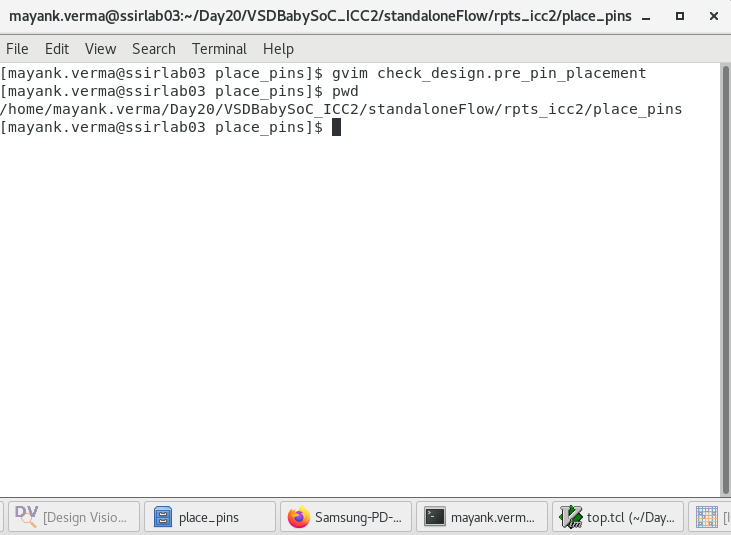 mayank.verma@ssirlab03:~/Day20/VSDBabySoC_ICC2/standaloneFlow/rpts_icc2/place_pins
File Edit View Search Terminal Help
[mayank.verma@ssirlab03 place_pins]$ gvim check_design.pre_pin_placement
[mayank.verma@ssirlab03 place_pins]$ pwd
/home/mayank.verma/Day20/VSDBabySoC_ICC2/standaloneFlow/rpts_icc2/place_pins
[mayank.verma@ssirlab03 place_pins]$
DV [Design Visio... place_pins Samsung-PD-... mayank.verm... top.tcl (~/Day...